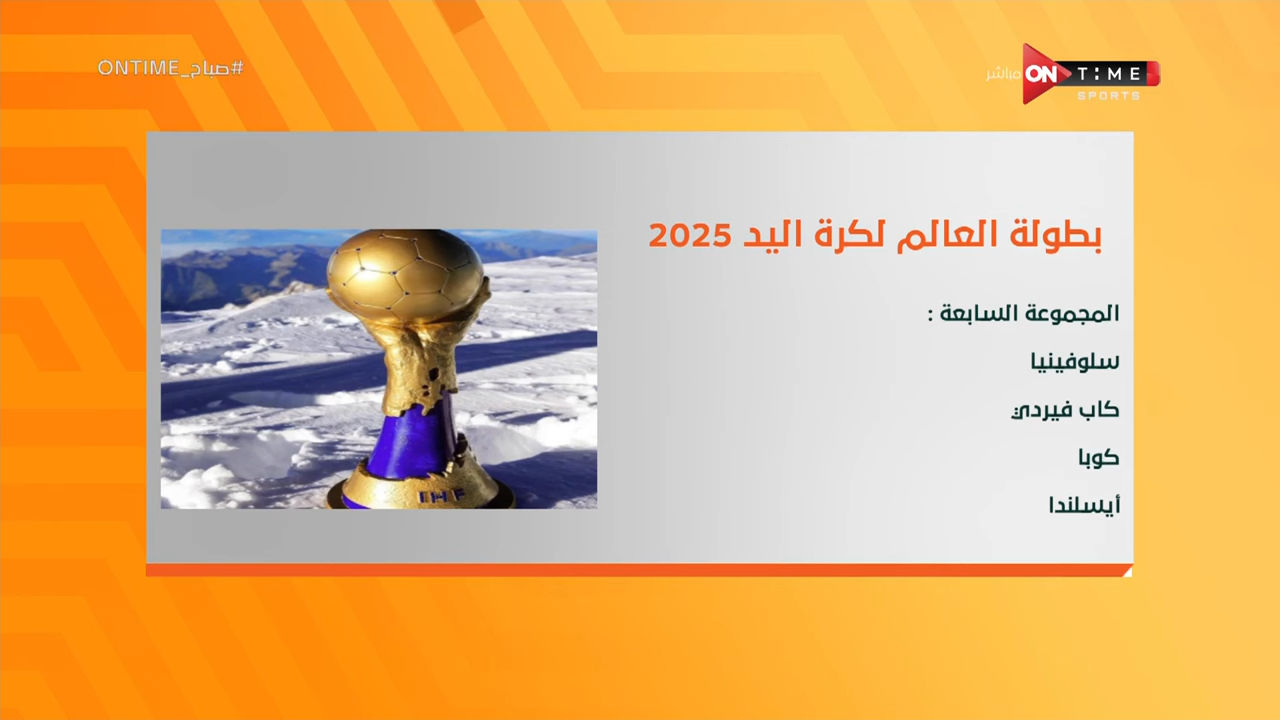 #صباح_ONTIME
مباشر ON TIME
SPORTS
بطولة العالم لكرة اليد 2025
المجموعة السابعة :
سلوفينيا
كاب فيردي
كوبا
أيسلندا
IHF